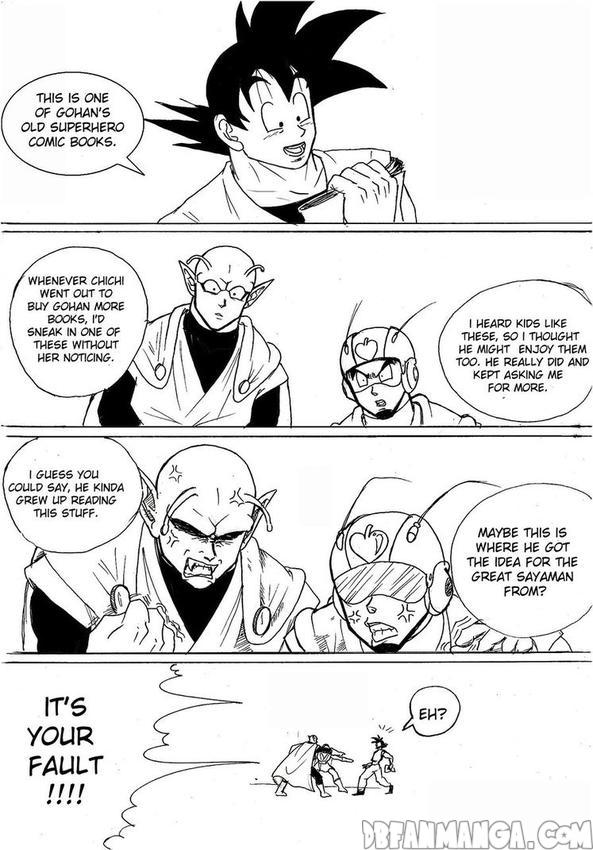 THIS IS ONE
OF GOHAN'S
OLD SUPERHERO
COMIC BOOKS.
WHENEVER CHICHI
WENT OUT TO
BUY GOHAN MORE
BOOKS, I'D
SNEAK IN ONE OF
THESE WITHOUT
HER NOTICING.
I HEARD KIDS LIKE
THESE, SO I THOUGHT
HE MIGHT ENJOY THEM
TOO. HE REALLY DID AND
KEPT ASKING ME
FOR MORE.
I GUESS YOU
COULD SAY, HE KINDA
GREW UP READING
THIS STUFF.
MAYBE THIS IS
WHERE HE GOT
THE IDEA FOR THE
GREAT SAYAMAN
FROM?
IT'S
YOUR
FAULT
!!!!
EH?
DBFANMANGA.COM